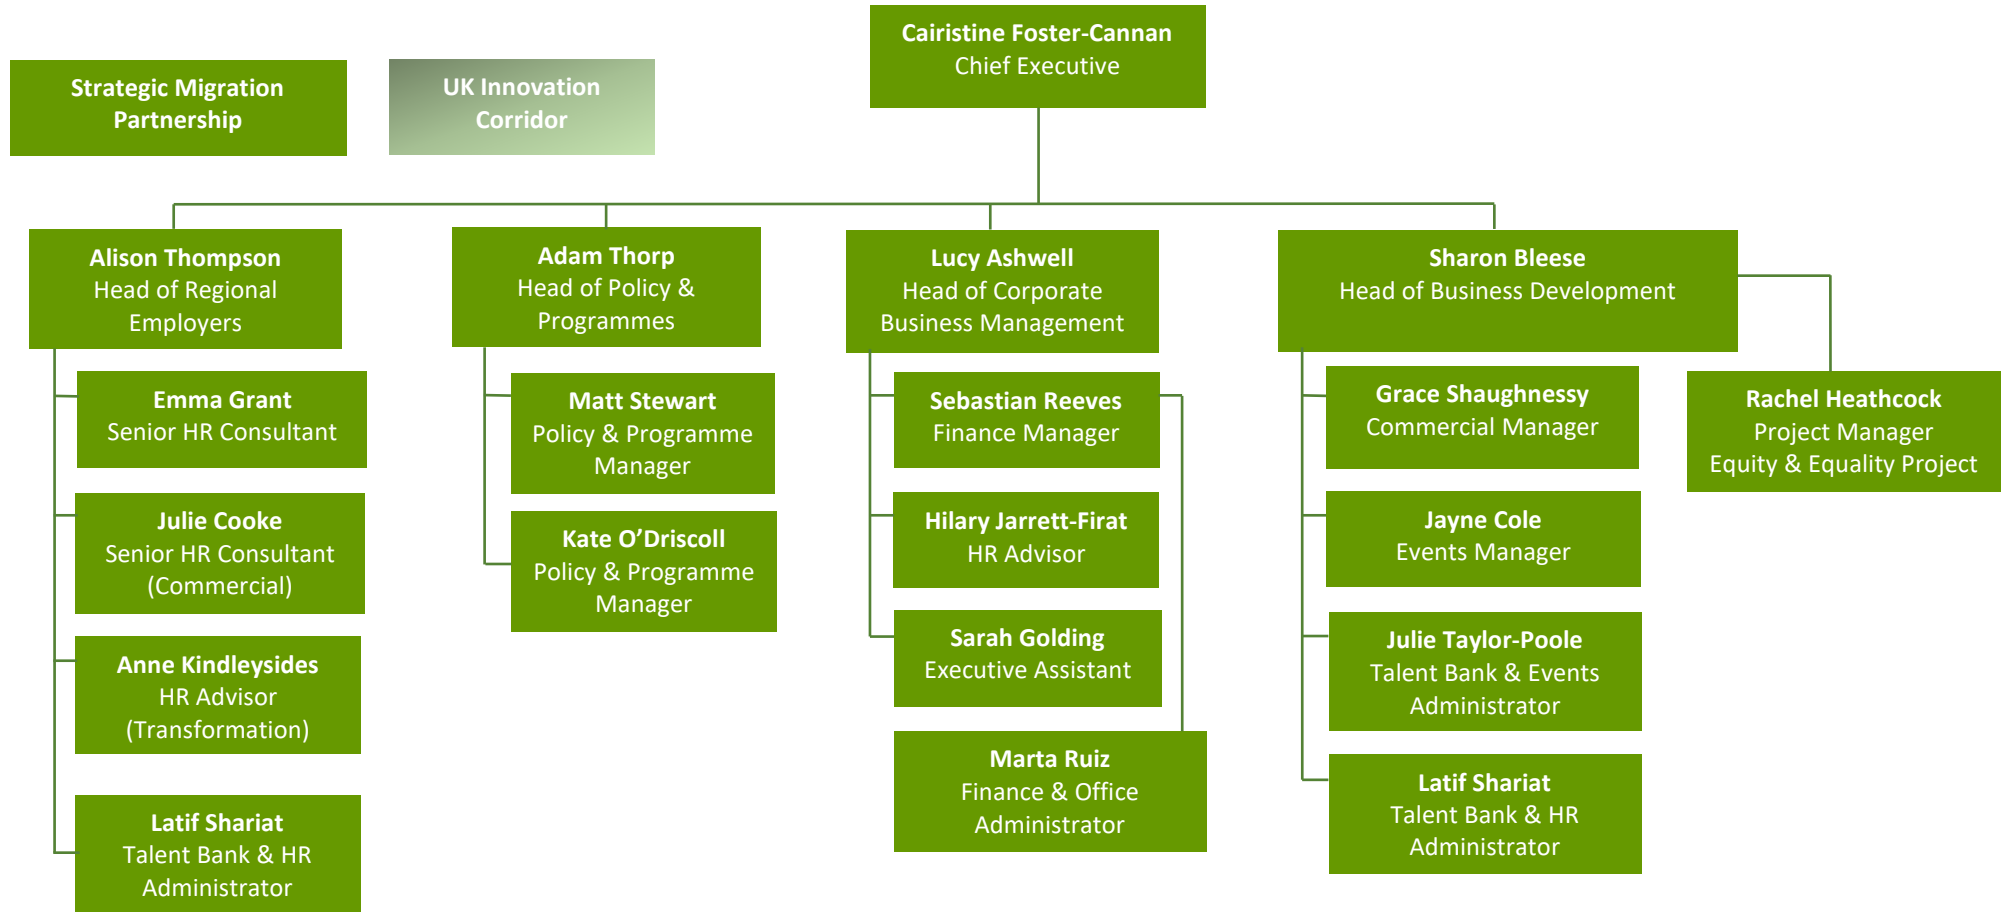 Cairistine Foster-Cannan
Chief Executive
Strategic Migration
Partnership
UK Innovation
Corridor
Alison Thompson
Head of Regional
Employers
Emma Grant
Senior HR Consultant
Julie Cooke
Senior HR Consultant
(Commercial)
Anne Kindleysides
HR Advisor
(Transformation)
Latif Shariat
Talent Bank & HR
Administrator
Adam Thorp
Head of Policy &
Programmes
Matt Stewart
Policy & Programme
Manager
Kate O’Driscoll
Policy & Programme
Manager
Lucy Ashwell
Head of Corporate
Business Management
Sebastian Reeves
Finance Manager
Hilary Jarrett-Firat
HR Advisor
Sarah Golding
Executive Assistant
Marta Ruiz
Finance & Office
Administrator
Sharon Bleese
Head of Business Development
Grace Shaughnessy
Commercial Manager
Jayne Cole
Events Manager
Julie Taylor-Poole
Talent Bank & Events
Administrator
Latif Shariat
Talent Bank & HR
Administrator
Rachel Heathcock
Project Manager
Equity & Equality Project